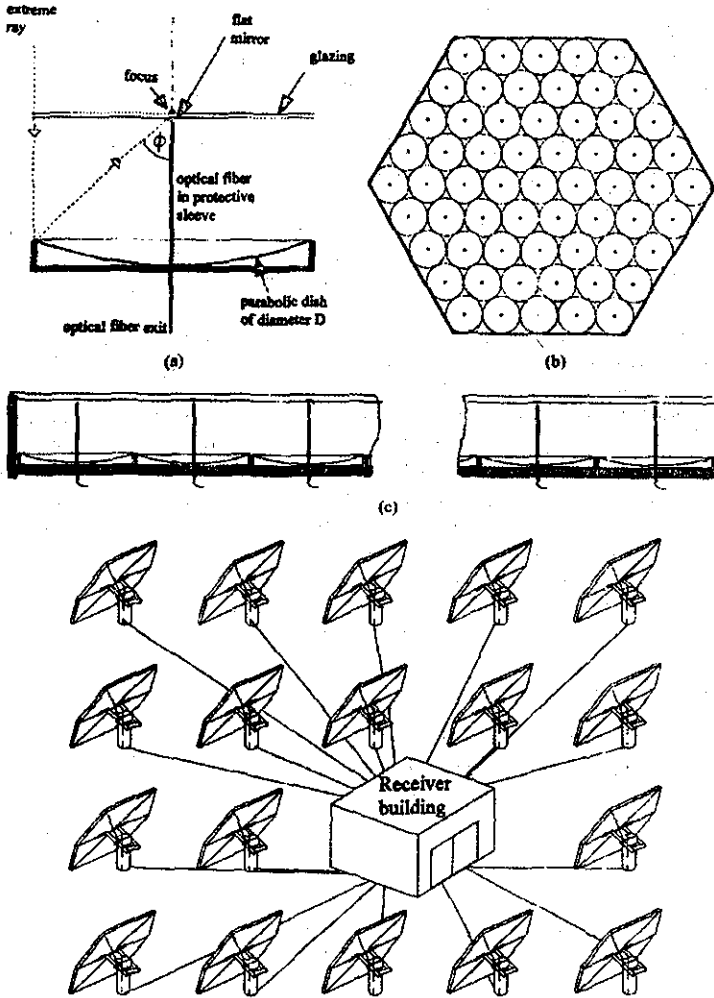 extreme
ray
flat
mirror
focus
glazing
ϕ
optical fiber
in protective
sleeve
parabolic dish
of diameter D
optical fiber exit
(a)
(b)
(c)
Receiver
building